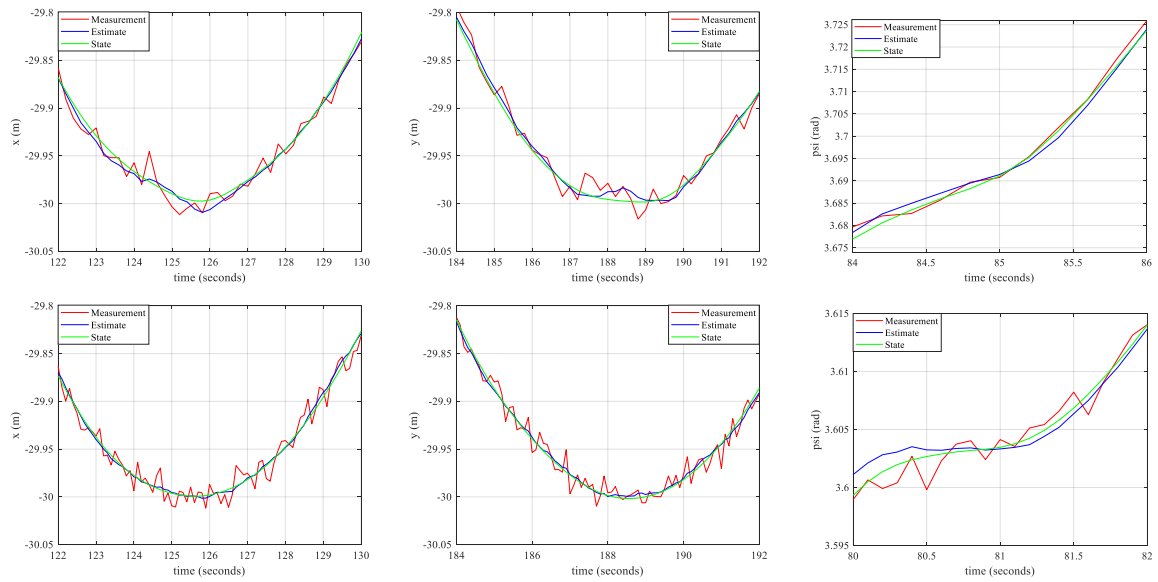 -29.8
-29.85
-29.9
-29.95
-30
-30.05
x (m)
Measurement
Estimate
State
122 123 124 125 126 127 128 129 130
time (seconds)
-29.8
-29.85
-29.9
-29.95
-30
-30.05
y (m)
Measurement
Estimate
State
184 185 186 187 188 189 190 191 192
time (seconds)
3.725
3.72
3.715
3.71
3.705
3.7
3.695
3.69
3.685
3.68
3.675
psi (rad)
Measurement
Estimate
State
84 84.5 85 85.5 86
time (seconds)
-29.8
-29.85
-29.9
-29.95
-30
-30.05
x (m)
Measurement
Estimate
State
122 123 124 125 126 127 128 129 130
time (seconds)
-29.8
-29.85
-29.9
-29.95
-30
-30.05
y (m)
Measurement
Estimate
State
184 186 188 190 192
time (seconds)
3.615
3.61
3.605
3.6
3.595
psi (rad)
Measurement
Estimate
State
80 80.5 81 81.5 82
time (seconds)